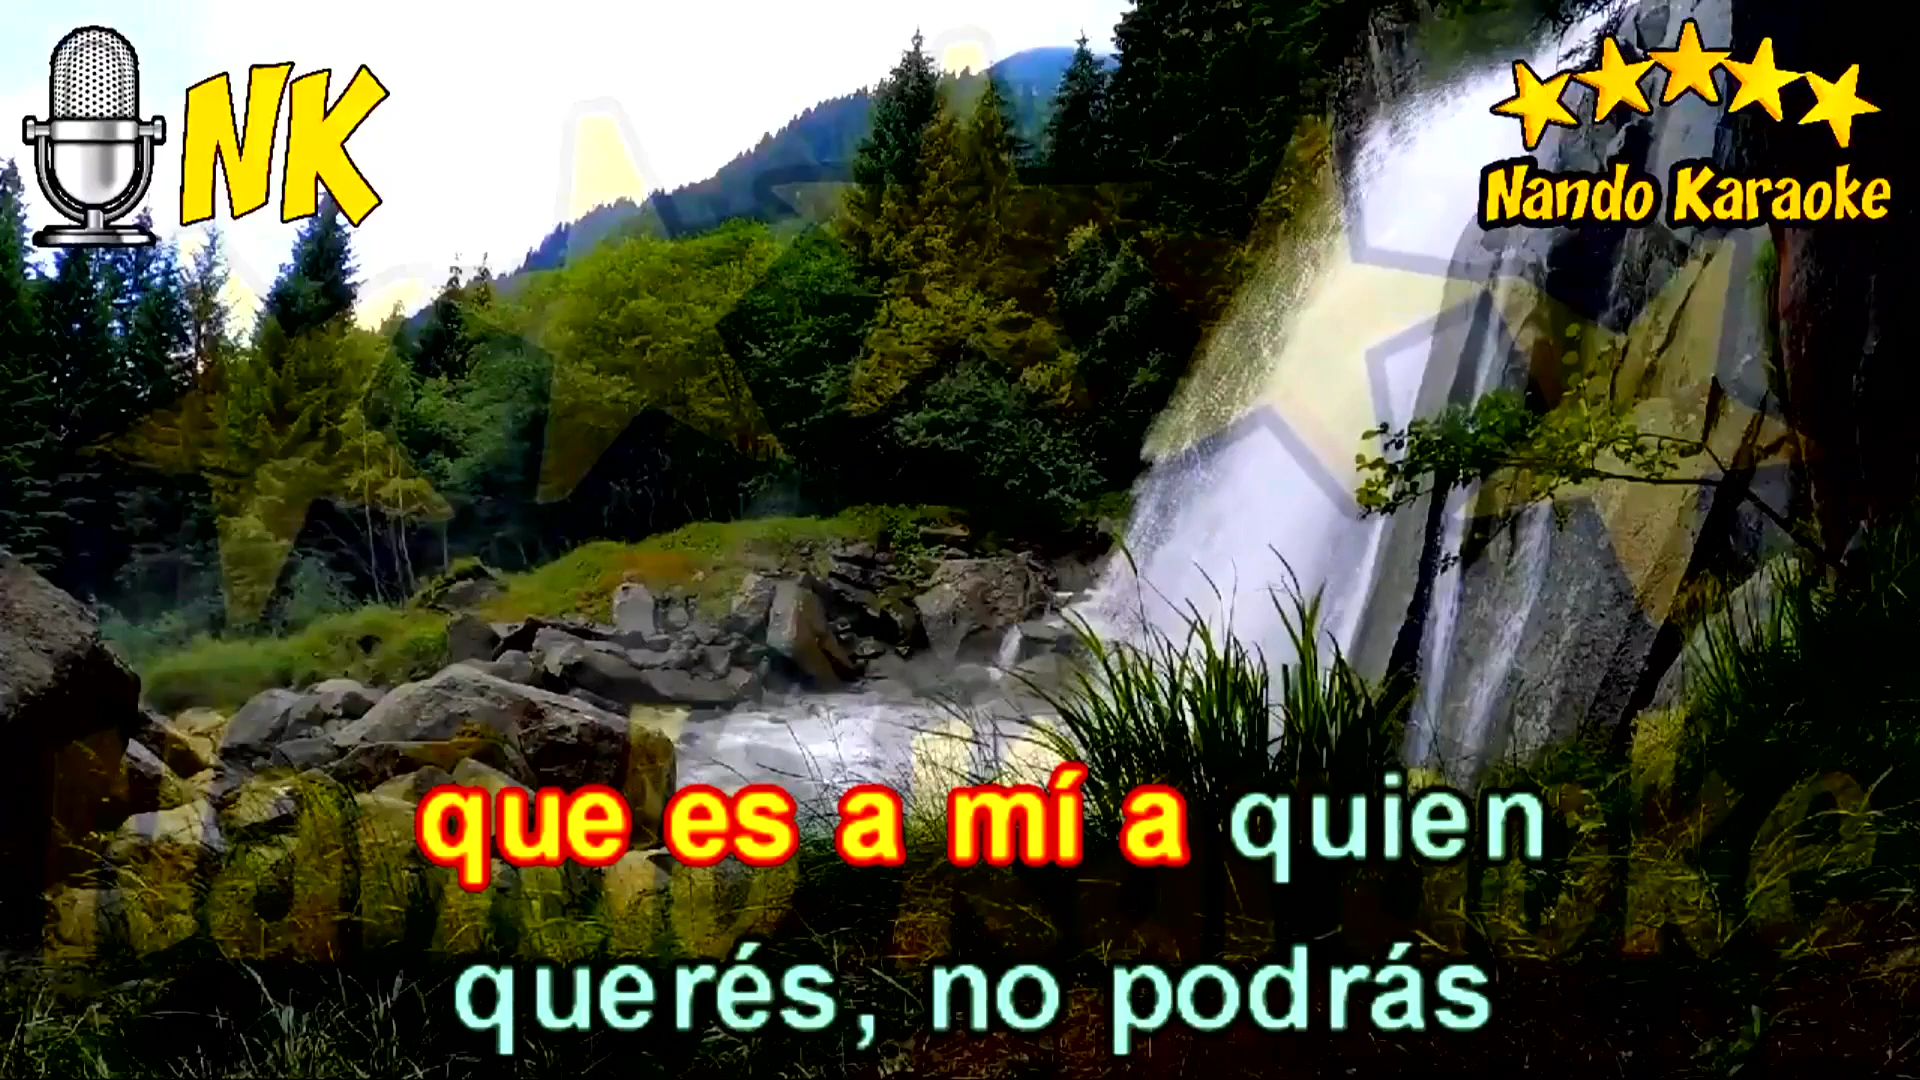 NK
Nando Karaoke
que es a mí a quien
querés, no podrás